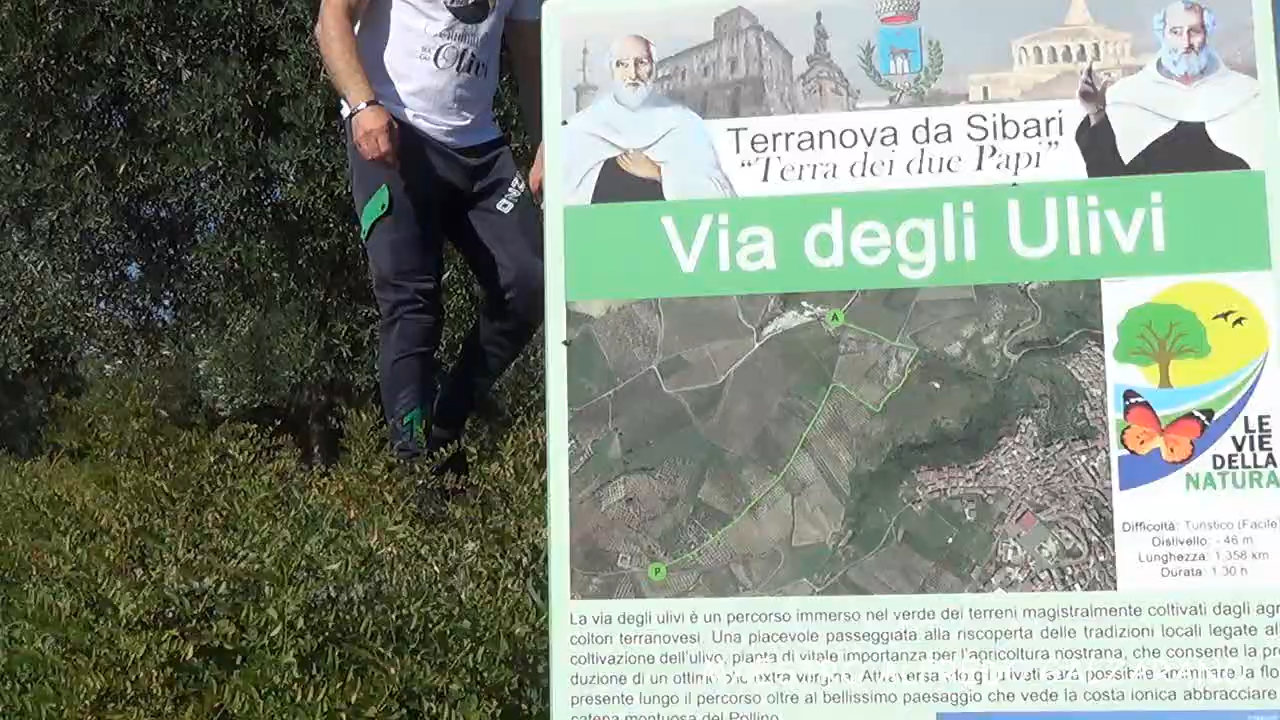 Olivi
ONZE
Terranova da Sibari
“Terra dei due Papi”
Via degli Ulivi
A
P
LE
VIE
DELLA
NATURA
Difficoltà: Turistico (Facile
Dislivello: - 46 m
Lunghezza: 1.358 km
Durata: 1.30 h
La via degli ulivi è un percorso immerso nel verde dei terreni magistralmente coltivati dagli agri
coltori terranovesi. Una piacevole passeggiata alla riscoperta delle tradizioni locali legate al
coltivazione dell'ulivo, pianta di vitale importanza per l'agricoltura nostrana, che consente la pro
duzione di un ottimo olio extra vergine. Attraverso gli uliveti sarà possibile ammirare la flo
presente lungo il percorso oltre al bellissimo paesaggio che vede la costa ionica abbracciare
catena montuosa del Pollino